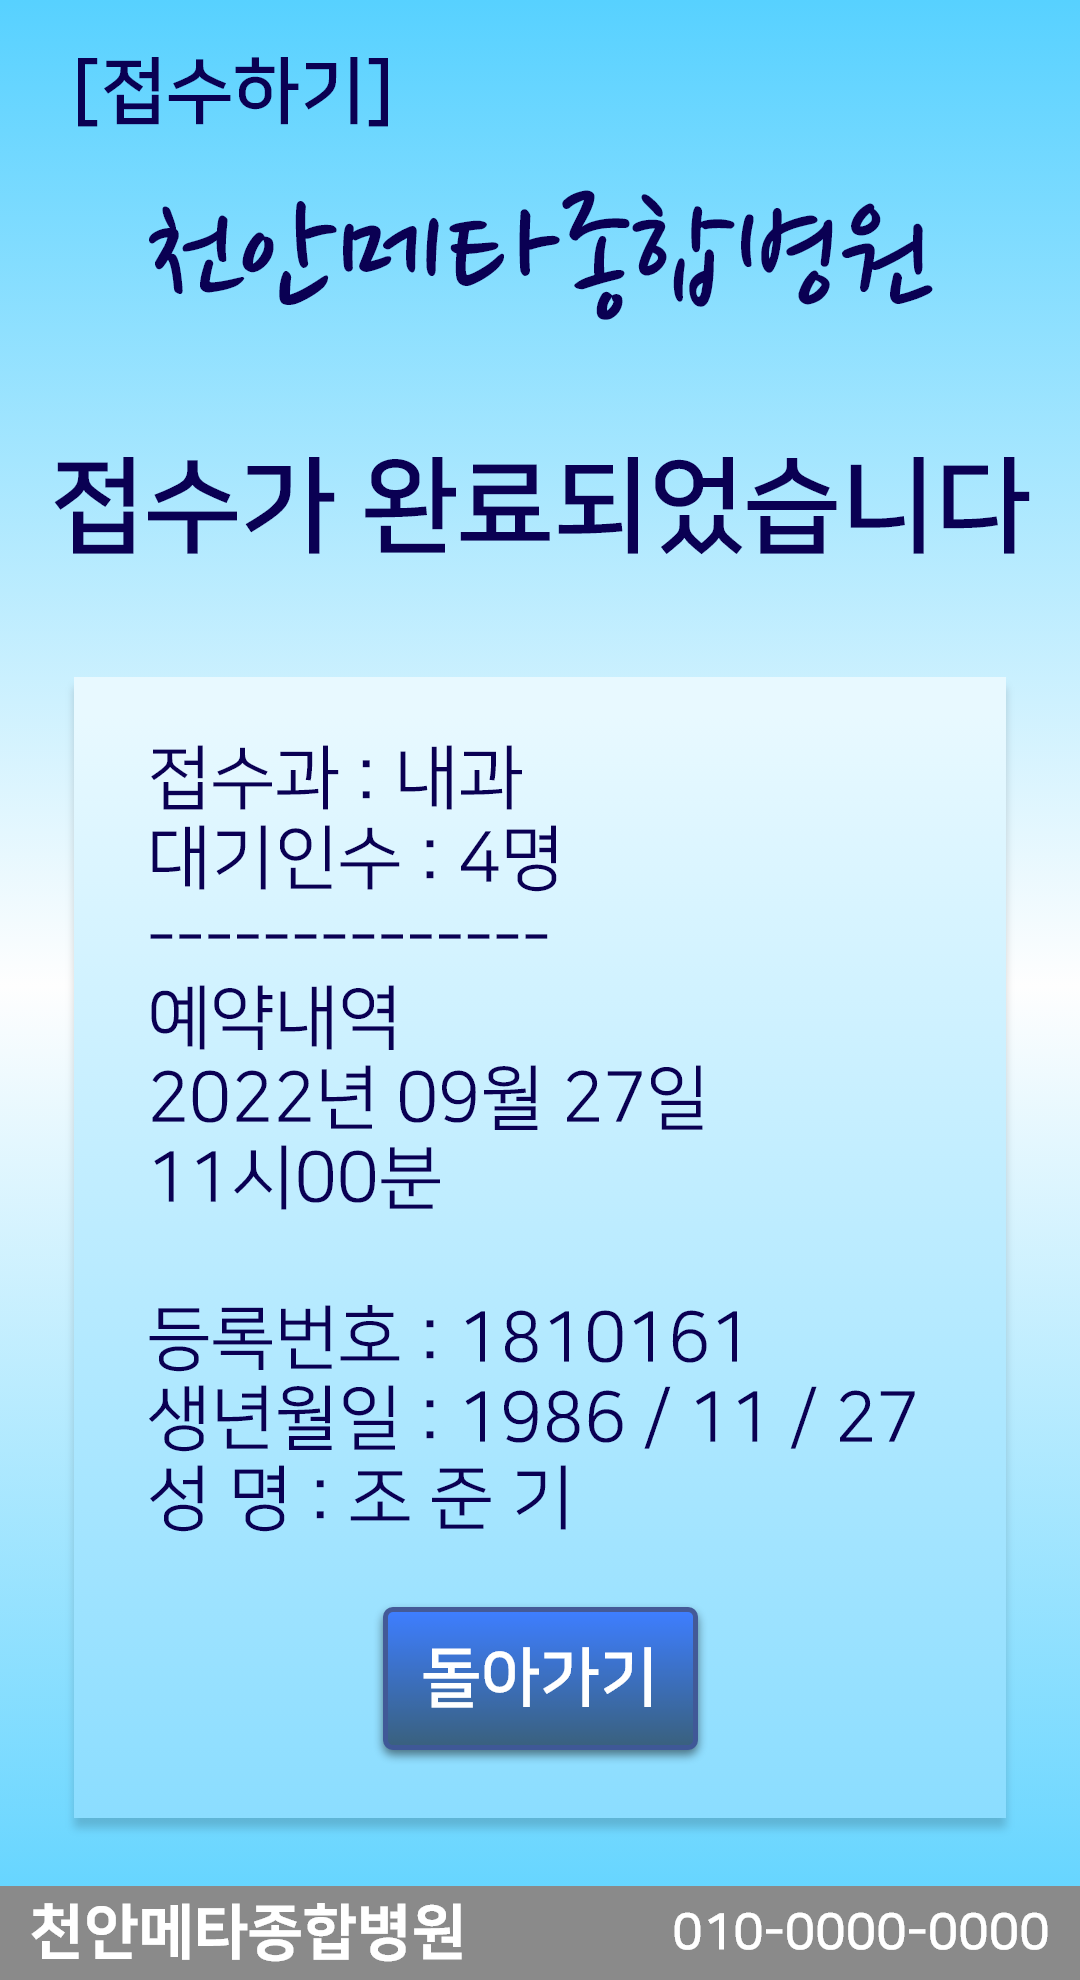 [접수하기]
천안메타종합병원
접수가 완료되었습니다
접수과 : 내과
대기인수 : 4명
--------------
예약내역
2022년 09월 27일
11시00분
등록번호 : 1810161
생년월일 : 1986 / 11 / 27
성 명 : 조 준 기
돌아가기
천안메타종합병원 010-0000-0000